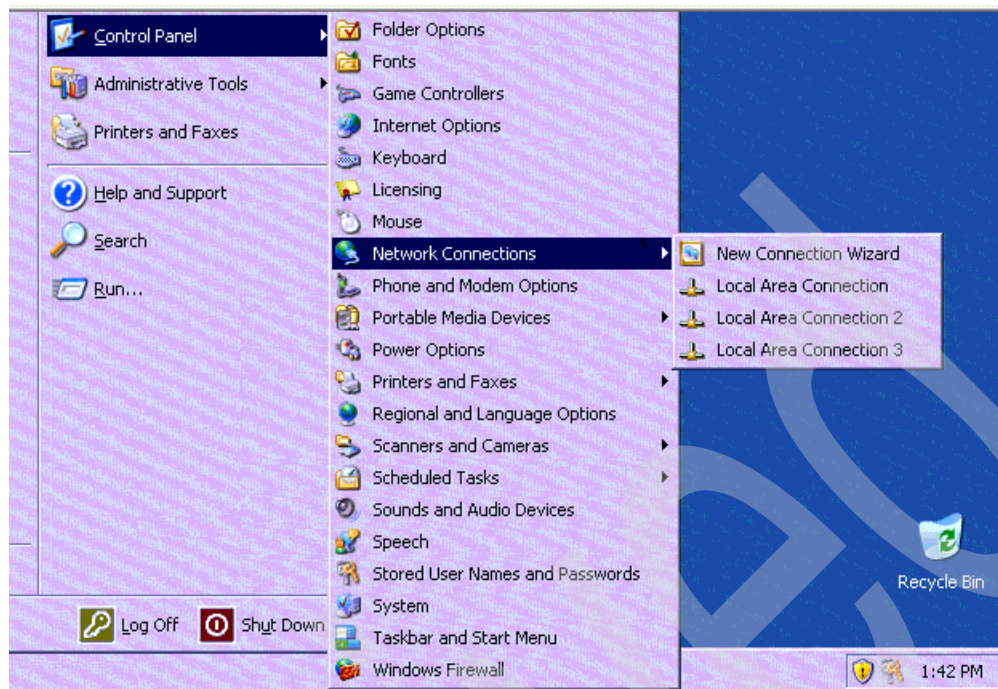 Control Panel
Administrative Tools
Printers and Faxes
Help and Support
Search
Run...
Log Off
Shut Down
Folder Options
Fonts
Game Controllers
Internet Options
Keyboard
Licensing
Mouse
Network Connections
Phone and Modem Options
Portable Media Devices
Power Options
Printers and Faxes
Regional and Language Options
Scanners and Cameras
Scheduled Tasks
Sounds and Audio Devices
Speech
Stored User Names and Passwords
System
Taskbar and Start Menu
Windows Firewall
New Connection Wizard
Local Area Connection
Local Area Connection 2
Local Area Connection 3
Recycle Bin
1:42 PM